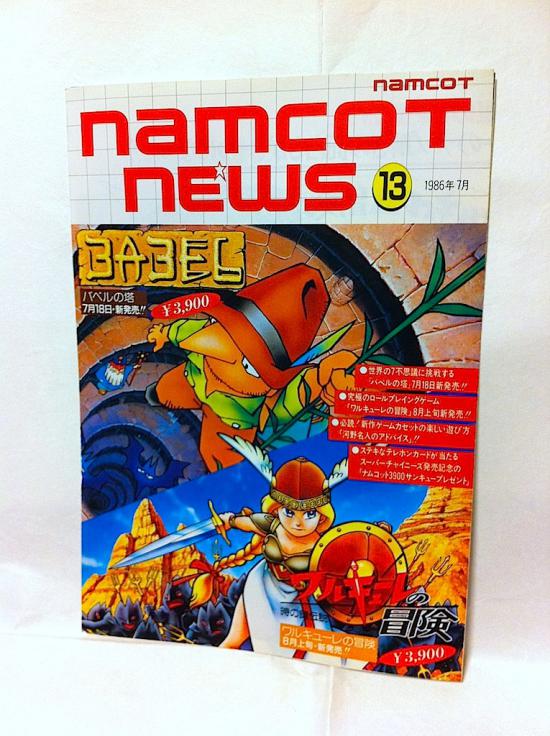 namcoT
namcoT
news
13
1986年7月
BABEL
バベルの塔
7月18日・新発売!!
¥3,900
●世界の7不思議に挑戦する
「バベルの塔」7月18日新発売!!
●究極のロールプレイングゲーム
「ワルキューレの冒険」8月上旬新発売!!
●必読!新作ゲームカセットの楽しい遊び方
「河野名人のアドバイス」!!
●ステキなテレホンカードが当たる
スーパーチャイニーズ発売記念の
「ナムコット3900サンキュープレゼント」
ワルキューレの
冒険
時の
ワルキューレの冒険
8月上旬・新発売!!
¥3,900